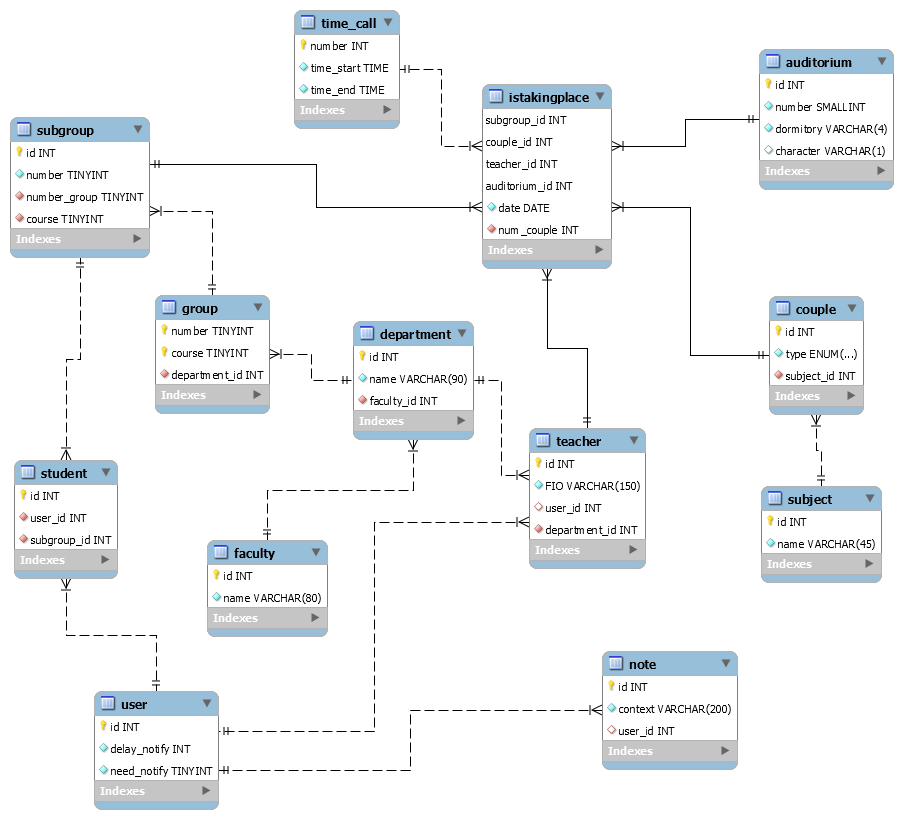 time_call
number INT
time_start TIME
time_end TIME
Indexes
auditorium
id INT
number SMALLINT
dormitory VARCHAR(4)
character VARCHAR(1)
Indexes
istakingplace
subgroup_id INT
couple_id INT
teacher_id INT
auditorium_id INT
date DATE
num_couple INT
Indexes
subgroup
id INT
number TINYINT
number_group TINYINT
course TINYINT
Indexes
group
number TINYINT
course TINYINT
department_id INT
Indexes
department
id INT
name VARCHAR(90)
faculty_id INT
Indexes
couple
id INT
type ENUM(...)
subject_id INT
Indexes
teacher
id INT
FIO VARCHAR(150)
user_id INT
department_id INT
Indexes
student
id INT
user_id INT
subgroup_id INT
Indexes
subject
id INT
name VARCHAR(45)
Indexes
faculty
id INT
name VARCHAR(80)
Indexes
note
id INT
context VARCHAR(200)
user_id INT
Indexes
user
id INT
delay_notify INT
need_notify TINYINT
Indexes